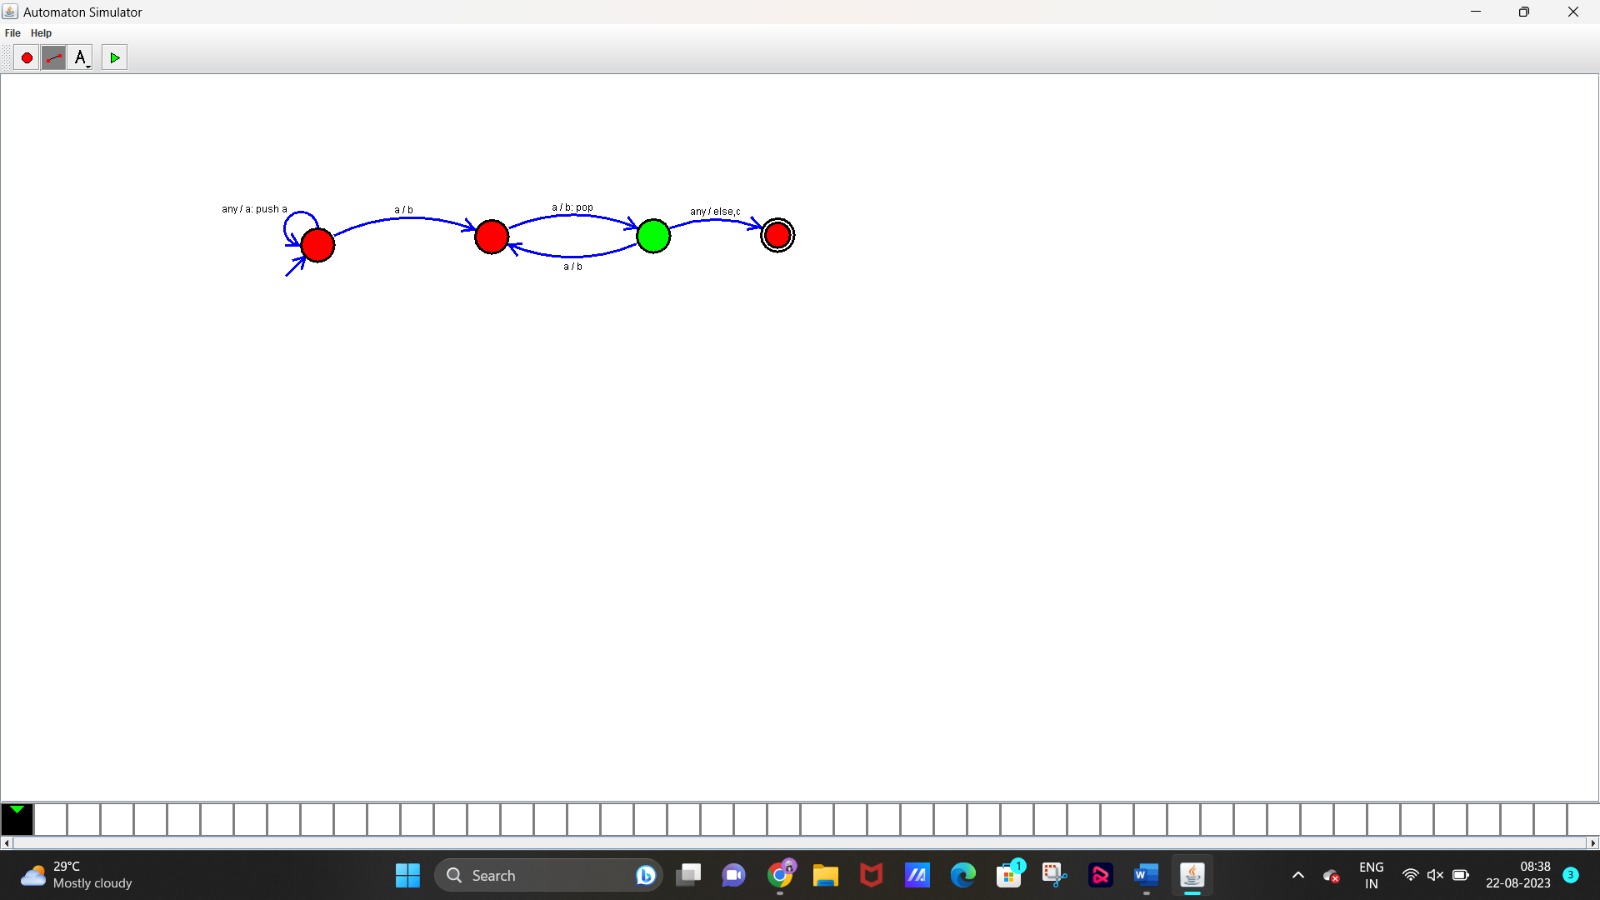 Automaton Simulator
File Help
A
any / a: push a
a / b
a / b: pop
any / else,c
a / b
29°C
Mostly cloudy
Search
1
W
ENG
IN
08:38
22-08-2023
3